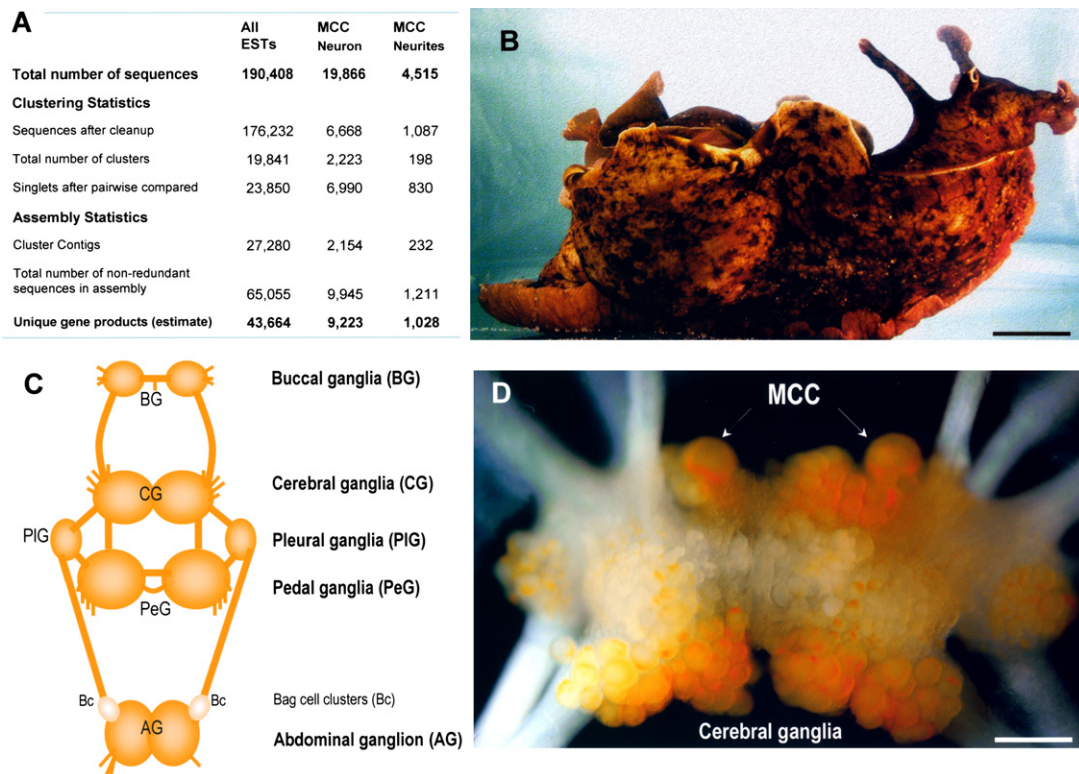 A
All ESTs MCC Neuron MCC Neurites
Total number of sequences 190,408 19,866 4,515
Clustering Statistics
Sequences after cleanup 176,232 6,668 1,087
Total number of clusters 19,841 2,223 198
Singlets after pairwise compared 23,850 6,990 830
Assembly Statistics
Cluster Contigs 27,280 2,154 232
Total number of non-redundant
sequences in assembly 65,055 9,945 1,211
Unique gene products (estimate) 43,664 9,223 1,028
B
C
BG
Buccal ganglia (BG)
CG
Cerebral ganglia (CG)
PlG
Pleural ganglia (PlG)
PeG
Pedal ganglia (PeG)
Bc
Bc
Bag cell clusters (Bc)
AG
Abdominal ganglion (AG)
D
MCC
Cerebral ganglia